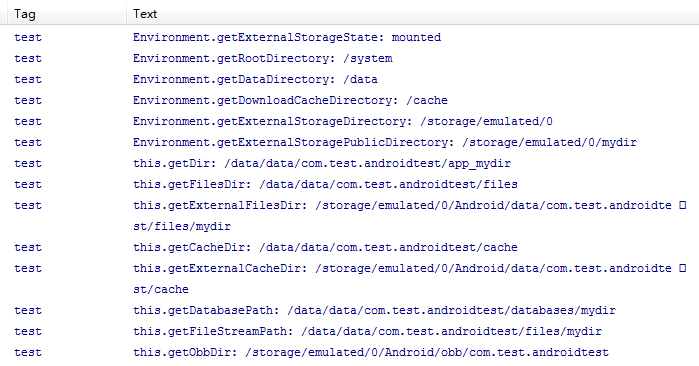 Tag Text
test Environment.getExternalStorageState: mounted
test Environment.getRootDirectory: /system
test Environment.getDataDirectory: /data
test Environment.getDownloadCacheDirectory: /cache
test Environment.getExternalStorageDirectory: /storage/emulated/0
test Environment.getExternalStoragePublicDirectory: /storage/emulated/0/mydir
test this.getDir: /data/data/com.test.androidtest/app_mydir
test this.getFilesDir: /data/data/com.test.androidtest/files
test this.getExternalFilesDir: /storage/emulated/0/Android/data/com.test.androidte
st/files/mydir
test this.getCacheDir: /data/data/com.test.androidtest/cache
test this.getExternalCacheDir: /storage/emulated/0/Android/data/com.test.androidte
st/cache
test this.getDatabasePath: /data/data/com.test.androidtest/databases/mydir
test this.getFileStreamPath: /data/data/com.test.androidtest/files/mydir
test this.getObbDir: /storage/emulated/0/Android/obb/com.test.androidtest